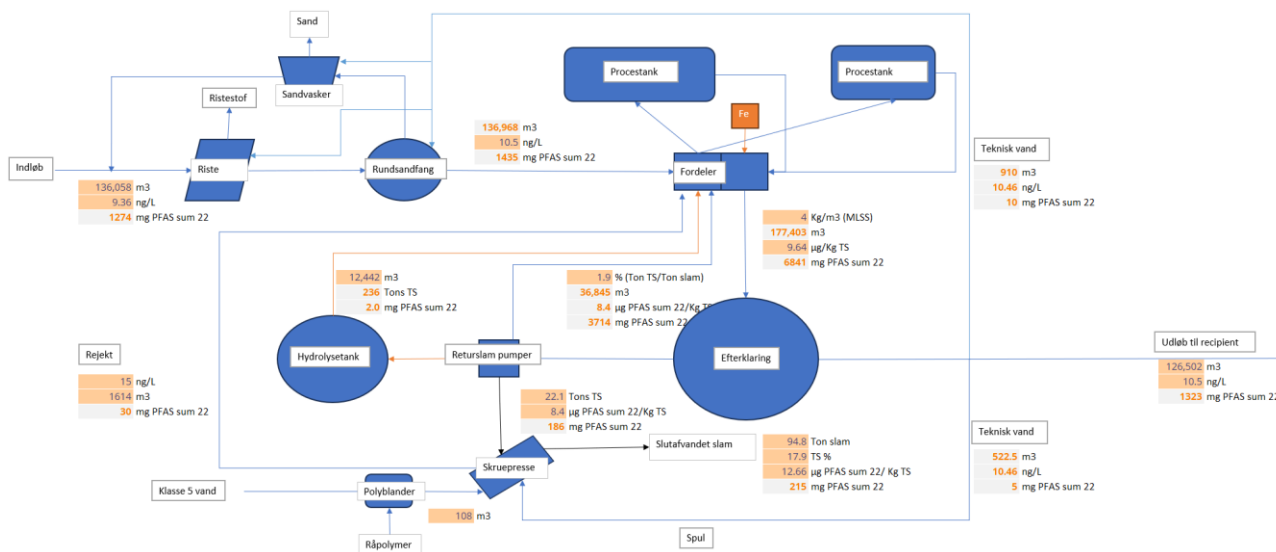 Sand
Sandvasker
Ristestof
Riste
Indløb
136,058 m3
9.36 ng/L
1274 mg PFAS sum 22
Rundsandfang
136,968 m3
10.5 ng/L
1435 mg PFAS sum 22
Procestank
Procestank
Fe
Fordeler
Teknisk vand
910 m3
10.46 ng/L
10 mg PFAS sum 22
4 Kg/m3 (MLSS)
177,403 m3
9.64 µg/Kg TS
6841 mg PFAS sum 22
12,442 m3
236 Tons TS
2.0 mg PFAS sum 22
1.9 % (Ton TS/Ton slam)
36,845 m3
8.4 µg PFAS sum 22/Kg TS
3714 mg PFAS sum 22
Hydrolysetank
Returslam pumper
Efterklaring
Udløb til recipient
126,502 m3
10.5 ng/L
1323 mg PFAS sum 22
Rejekt
15 ng/L
1614 m3
30 mg PFAS sum 22
22.1 Tons TS
8.4 µg PFAS sum 22/Kg TS
186 mg PFAS sum 22
Slutafvandet slam
94.8 Ton slam
17.9 TS %
12.66 µg PFAS sum 22/ Kg TS
215 mg PFAS sum 22
Teknisk vand
522.5 m3
10.46 ng/L
5 mg PFAS sum 22
Skruepresse
Klasse 5 vand
Polyblander
108 m3
Råpolymer
Spul